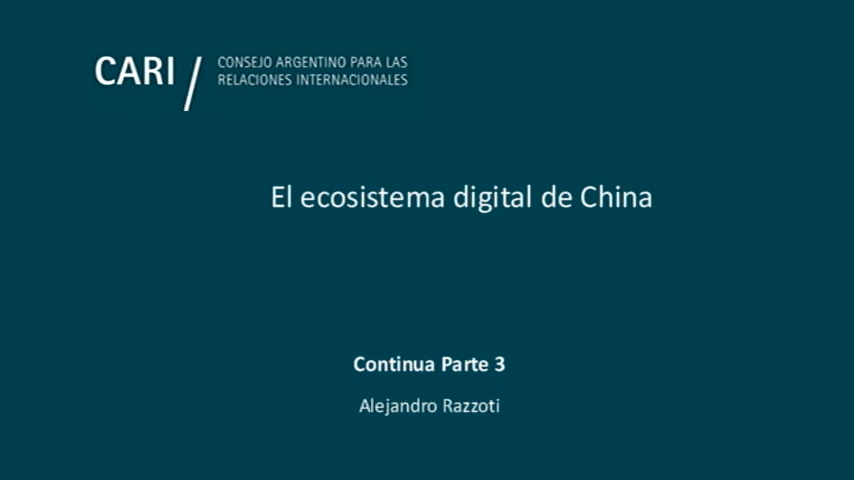 CARI
CONSEJO ARGENTINO PARA LAS
RELACIONES INTERNACIONALES
El ecosistema digital de China
Continua Parte 3
Alejandro Razzoti